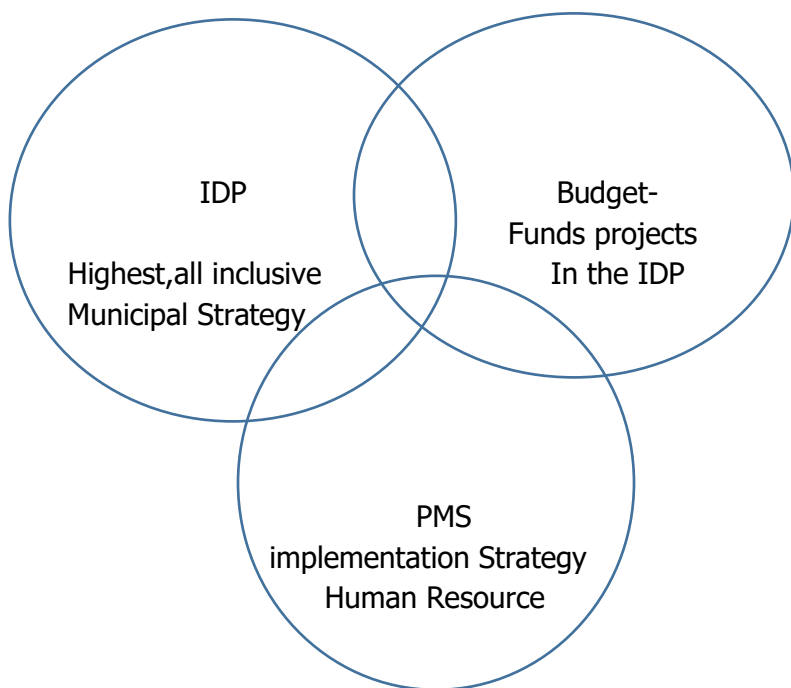 IDP
Highest,all inclusive
Municipal Strategy
Budget-
Funds projects
In the IDP
PMS
implementation Strategy
Human Resource